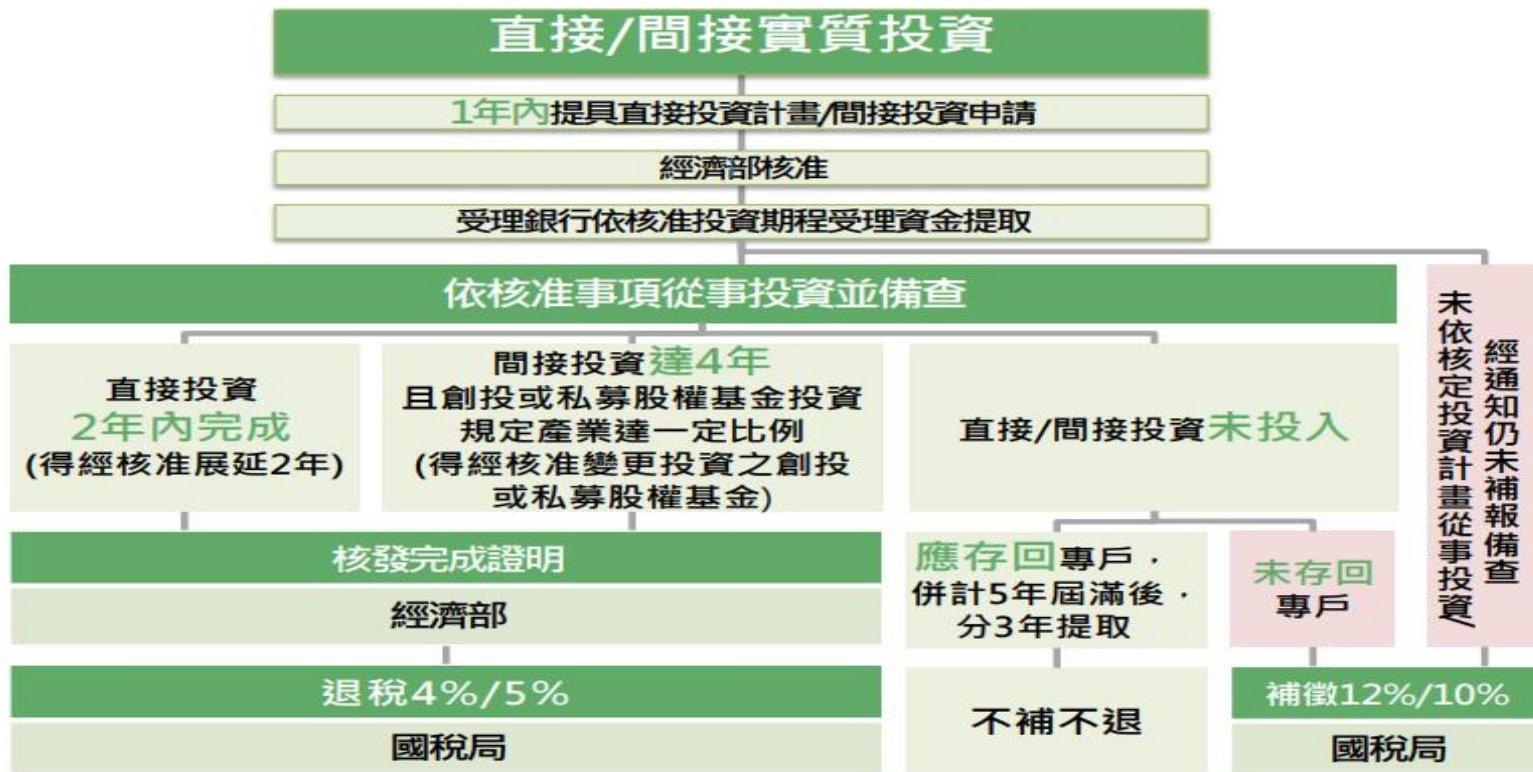 直接/間接實質投資
1年內提具直接投資計畫/間接投資申請
經濟部核准
受理銀行依核准投資期程受理資金提取
依核准事項從事投資並備查
直接投資
2年內完成
(得經核准展延2年)
間接投資達4年
且創投或私募股權基金投資
規定產業達一定比例
(得經核准變更投資之創投
或私募股權基金)
直接/間接投資未投入
未依核定投資計畫從事投資/
經通知仍未補報備查
核發完成證明
經濟部
應存回專戶，
併計5年屆滿後，
分3年提取
未存回
專戶
退稅4%/5%
國稅局
不補不退
補徵12%/10%
國稅局